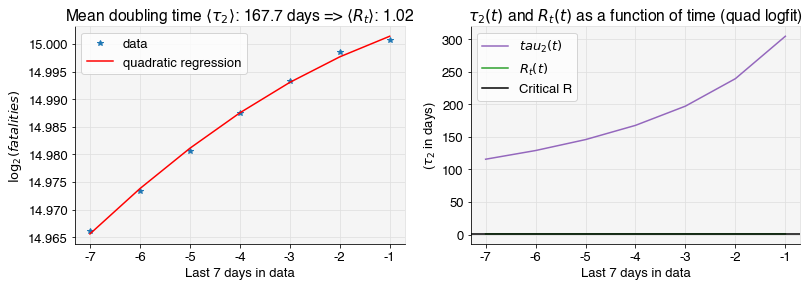 Mean doubling time ⟨τ₂⟩: 167.7 days => ⟨Rₜ⟩: 1.02
data
quadratic regression
log₂(fatalities)
15.000
14.995
14.990
14.985
14.980
14.975
14.970
14.965
-7 -6 -5 -4 -3 -2 -1
Last 7 days in data
τ₂(t) and Rₜ(t) as a function of time (quad logfit)
tau₂(t)
Rₜ(t)
Critical R
(τ₂ in days)
300
250
200
150
100
50
0
-7 -6 -5 -4 -3 -2 -1
Last 7 days in data